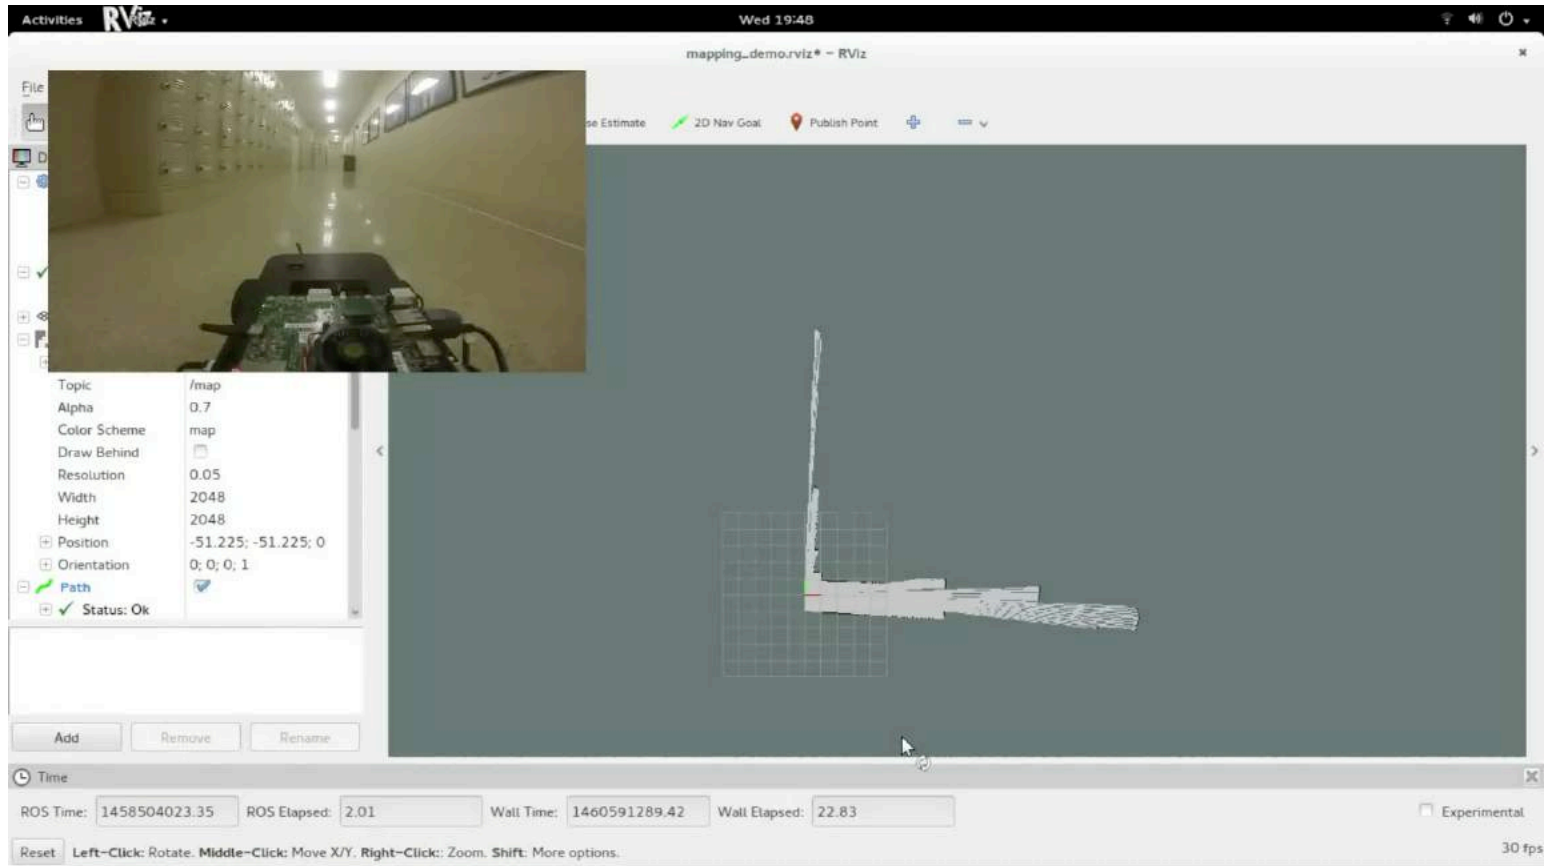 Activities RViz Wed 19:48
mapping_demo.rviz* - RViz
File
se Estimate 2D Nav Goal Publish Point
D
Topic /map
Alpha 0.7
Color Scheme map
Draw Behind
Resolution 0.05
Width 2048
Height 2048
Position -51.225; -51.225; 0
Orientation 0; 0; 0; 1
Path
Status: Ok
Add Remove Rename
Time
ROS Time: 1458504023.35 ROS Elapsed: 2.01 Wall Time: 1460591289.42 Wall Elapsed: 22.83 Experimental
Reset Left-Click: Rotate. Middle-Click: Move X/Y. Right-Click:: Zoom. Shift: More options. 30 fps